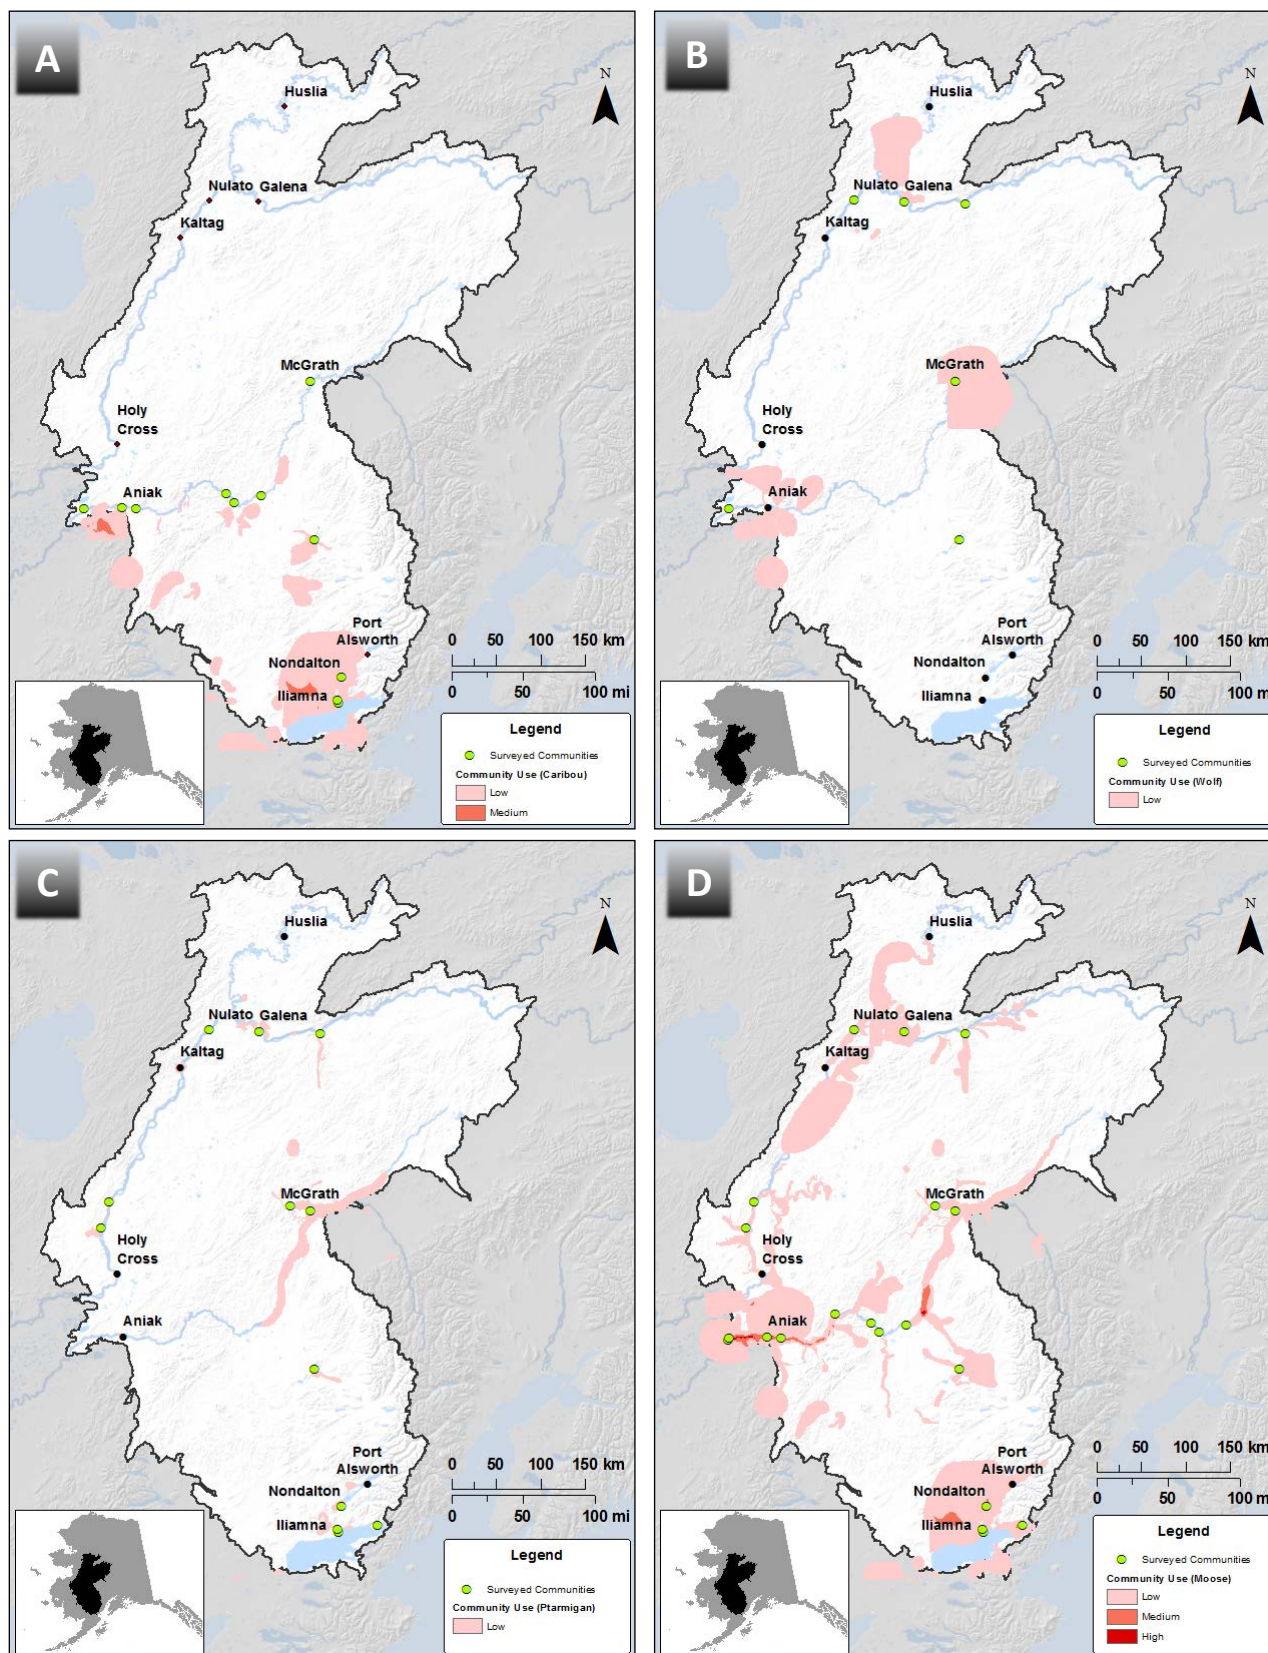 A
N
Huslia
Nulato Galena
Kaltag
McGrath
Holy
Cross
Aniak
Port
Alsworth
Nondalton
Iliamna
0 50 100 150 km
0 50 100 mi
Legend
Surveyed Communities
Community Use (Caribou)
Low
Medium
B
N
Huslia
Nulato Galena
Kaltag
McGrath
Holy
Cross
Aniak
Port
Alsworth
Nondalton
Iliamna
0 50 100 150 km
0 50 100 mi
Legend
Surveyed Communities
Community Use (Wolf)
Low
C
N
Huslia
Nulato Galena
Kaltag
McGrath
Holy
Cross
Aniak
Port
Alsworth
Nondalton
Iliamna
0 50 100 150 km
0 50 100 mi
Legend
Surveyed Communities
Community Use (Ptarmigan)
Low
D
N
Huslia
Nulato Galena
Kaltag
McGrath
Holy
Cross
Aniak
Port
Alsworth
Nondalton
Iliamna
0 50 100 150 km
0 50 100 mi
Legend
Surveyed Communities
Community Use (Moose)
Low
Medium
High